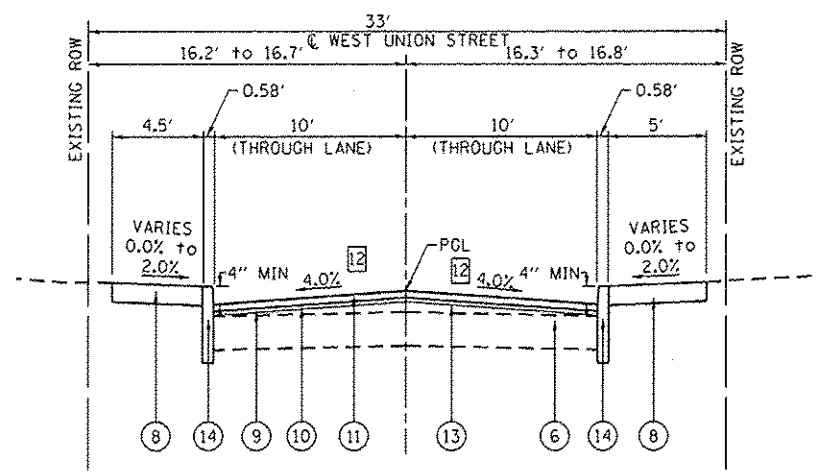 33'
℄ WEST UNION STREET
16.2' to 16.7'
16.3' to 16.8'
EXISTING ROW
EXISTING ROW
0.58'
0.58'
4.5'
10'
10'
5'
(THROUGH LANE)
(THROUGH LANE)
VARIES
0.0% to
2.0%
VARIES
0.0% to
2.0%
4" MIN
4.0%
12
PGL
12
4.0%
4" MIN
8
14
9
10
11
13
6
14
8